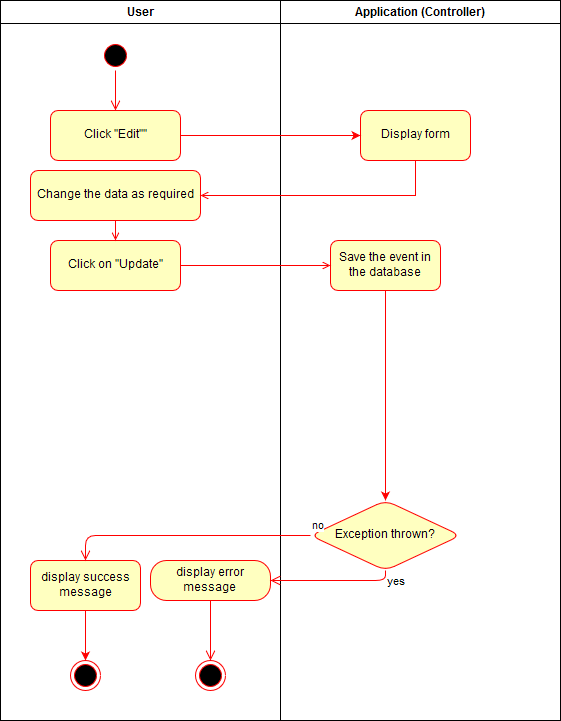 User
Application (Controller)
Click "Edit""
Display form
Change the data as required
Click on "Update"
Save the event in
the database
Exception thrown?
no
yes
display success
message
display error
message